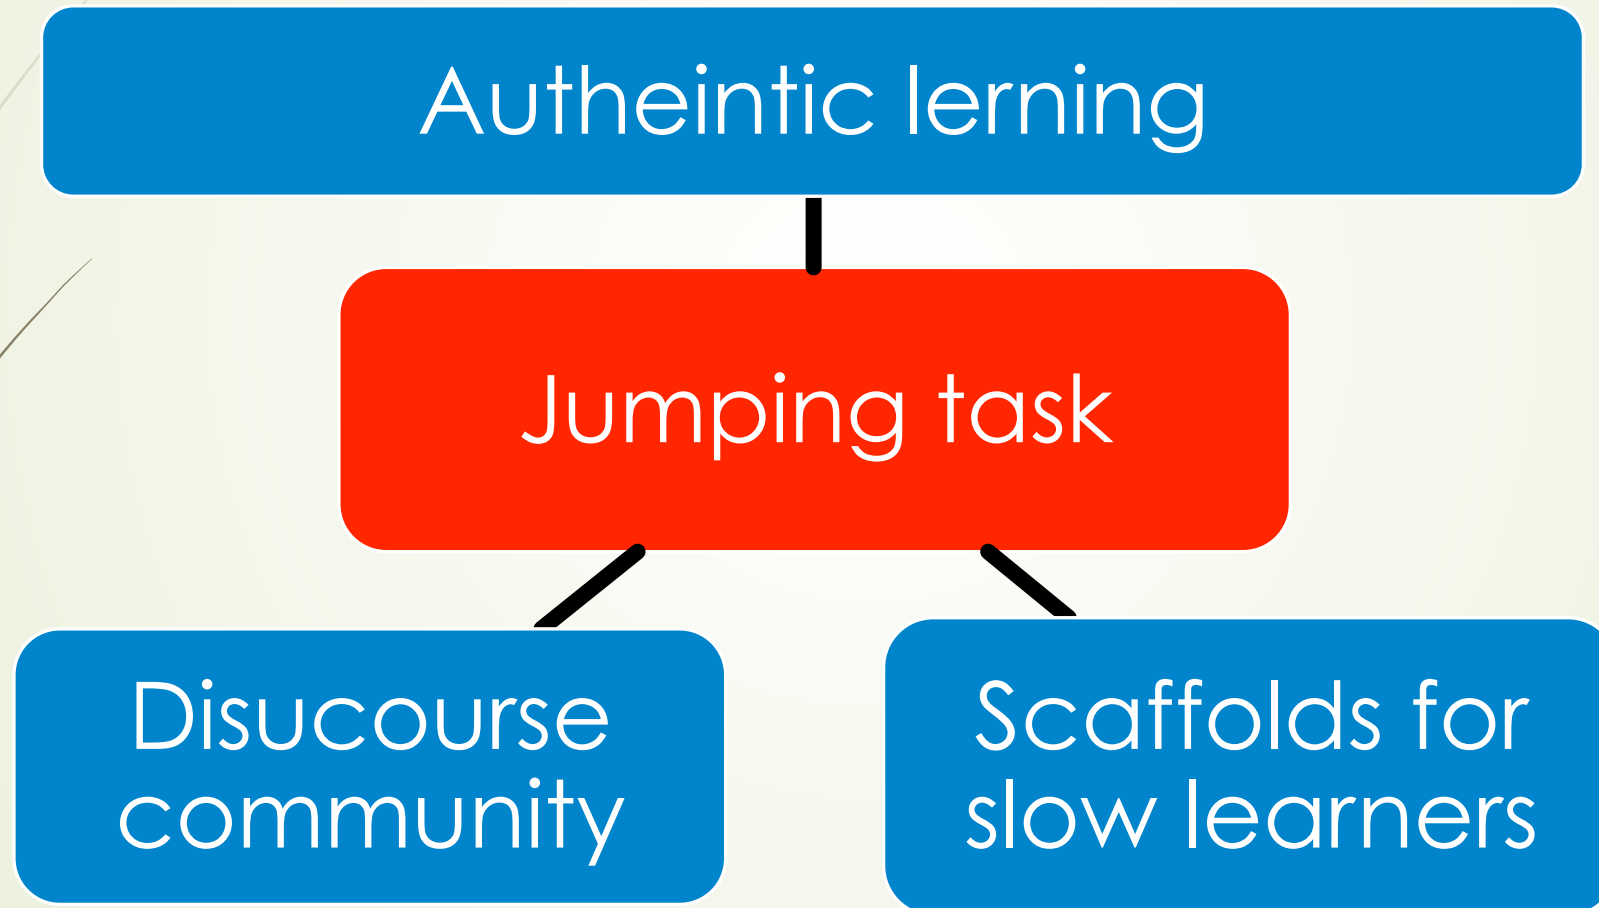 Autheintic lerning
Jumping task
Disucourse
community
Scaffolds for
slow learners